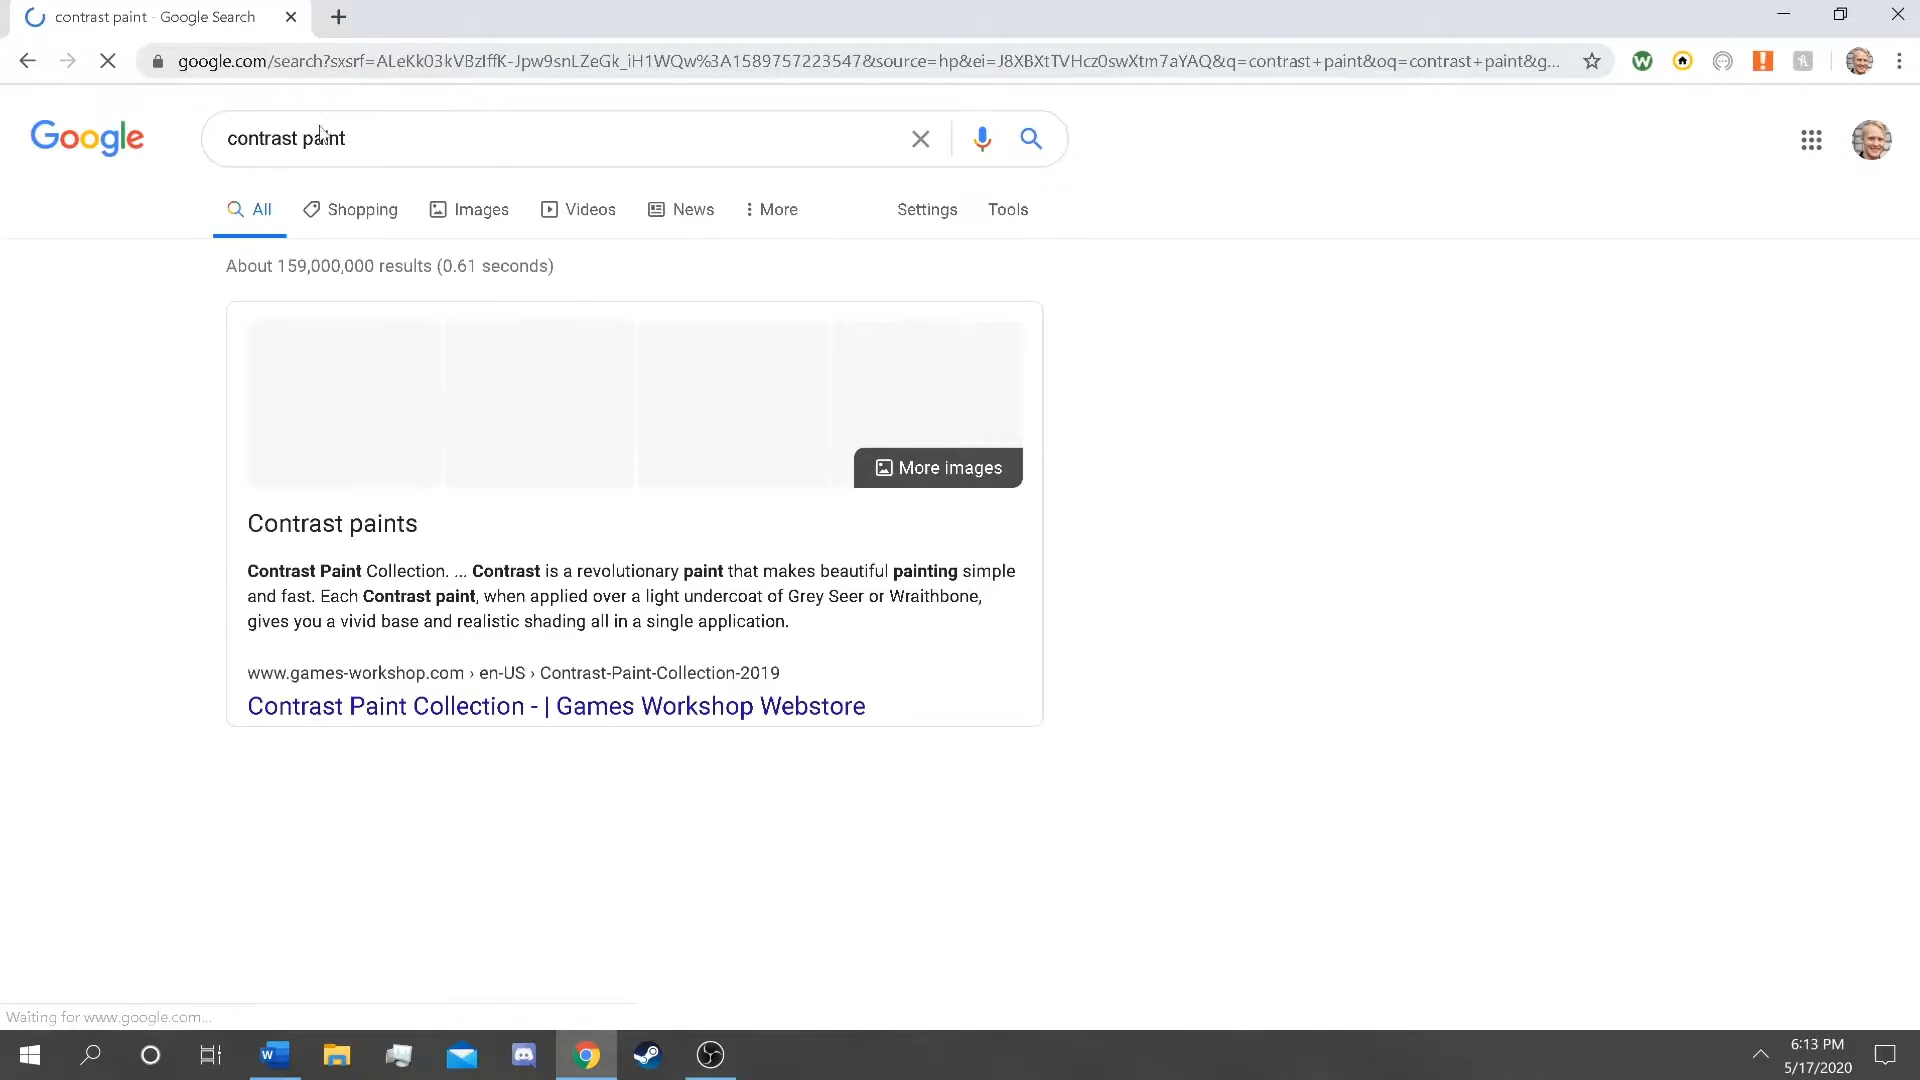 contrast paint - Google Search
google.com/search?sxsrf=ALeKk03kVBzIffK-Jpw9snLZeGk_iH1WQw%3A1589757223547&source=hp&ei=J8XBXtTVHcz0swXtm7aYAQ&q=contrast+paint&oq=contrast+paint&g...
Google
contrast paint
All Shopping Images Videos News More Settings Tools
About 159,000,000 results (0.61 seconds)
More images
Contrast paints
Contrast Paint Collection. ... Contrast is a revolutionary paint that makes beautiful painting simple
and fast. Each Contrast paint, when applied over a light undercoat of Grey Seer or Wraithbone,
gives you a vivid base and realistic shading all in a single application.
www.games-workshop.com › en-US › Contrast-Paint-Collection-2019
Contrast Paint Collection - | Games Workshop Webstore
Waiting for www.google.com...
6:13 PM
5/17/2020